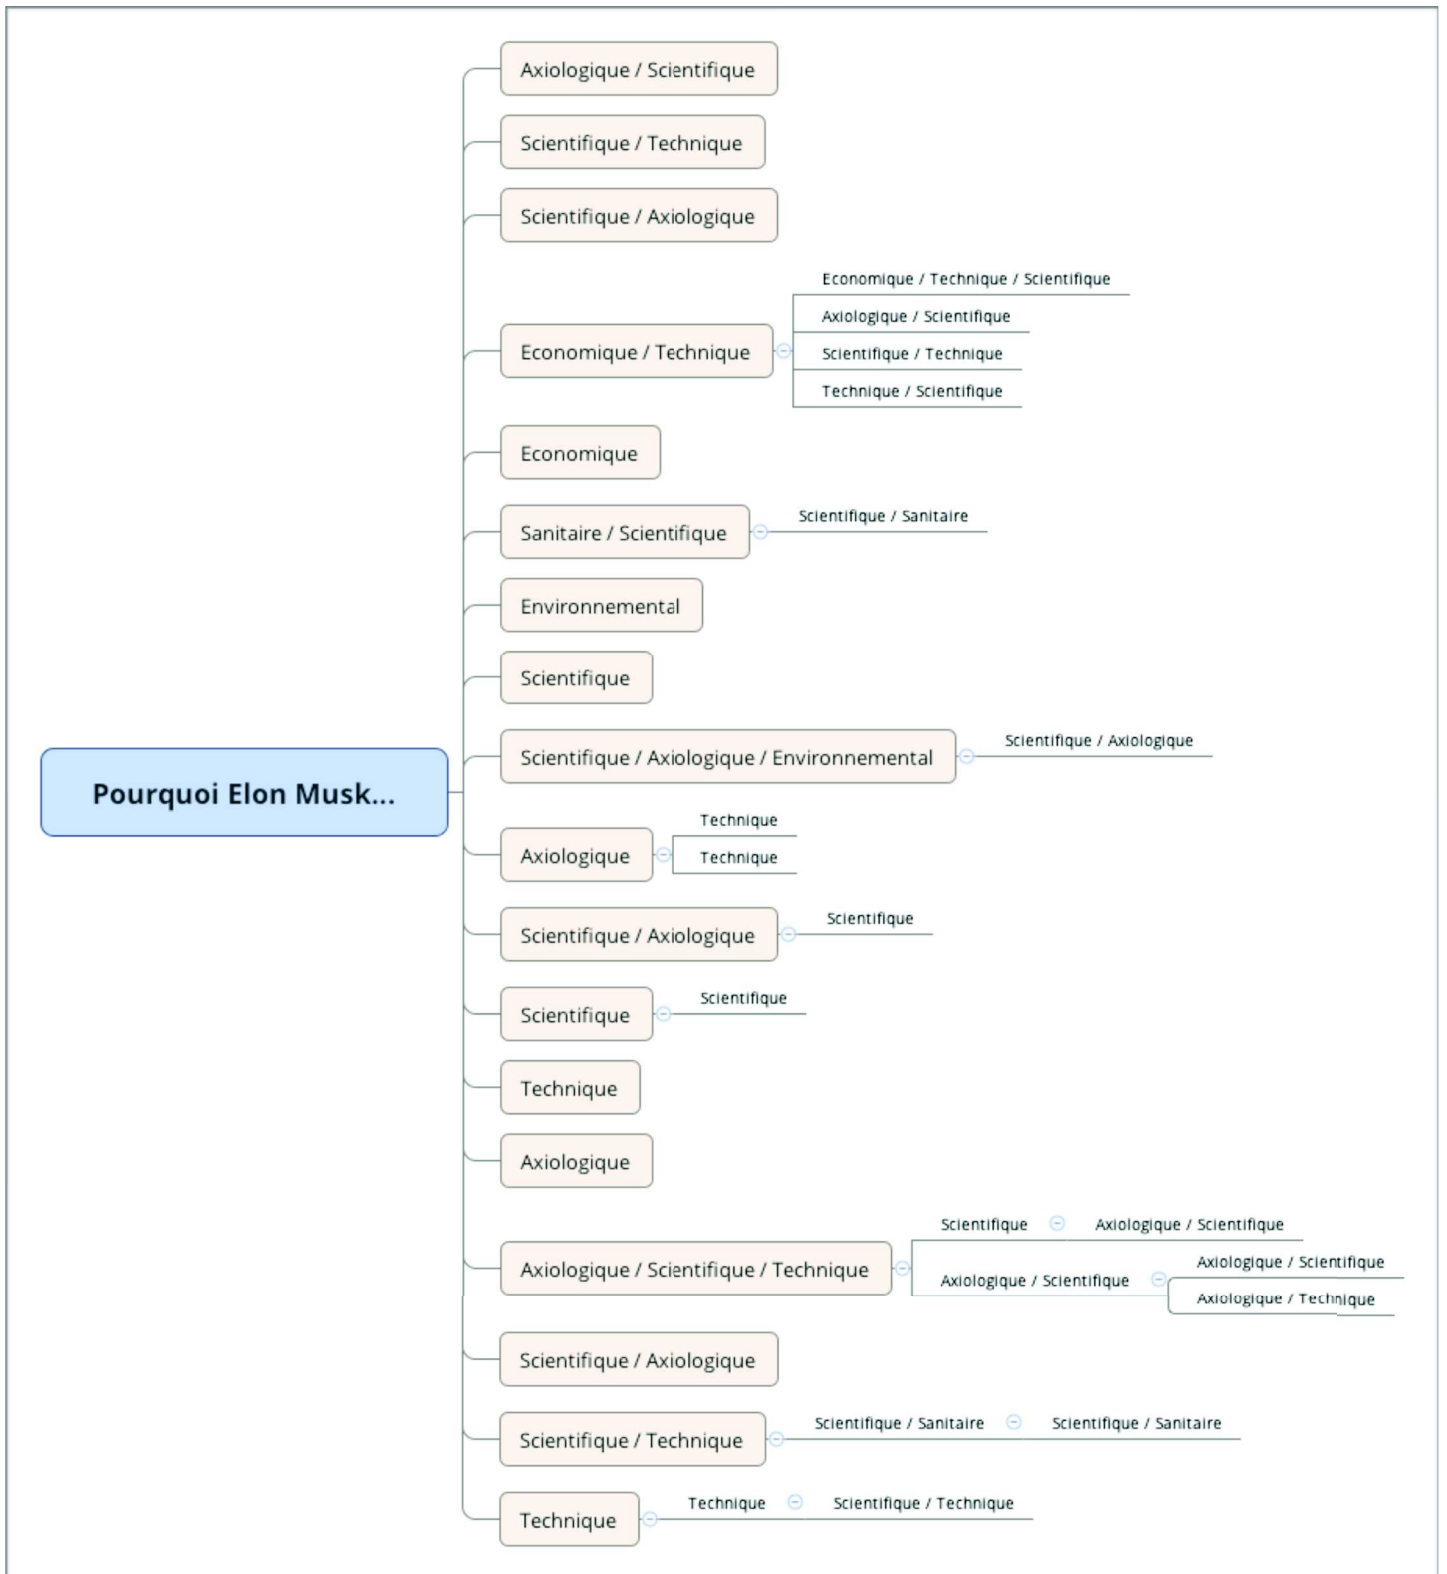 Axiologique / Scientifique
Scientifique / Technique
Scientifique / Axiologique
Economique / Technique
Economique / Technique / Scientifique
Axiologique / Scientifique
Scientifique / Technique
Technique / Scientifique
Economique
Sanitaire / Scientifique
Scientifique / Sanitaire
Environnemental
Scientifique
Scientifique / Axiologique / Environnemental
Scientifique / Axiologique
Pourquoi Elon Musk...
Axiologique
Technique
Technique
Scientifique / Axiologique
Scientifique
Scientifique
Scientifique
Technique
Axiologique
Axiologique / Scientifique / Technique
Scientifique
Axiologique / Scientifique
Axiologique / Scientifique
Axiologique / Scientifique
Axiologique / Technique
Scientifique / Axiologique
Scientifique / Technique
Scientifique / Sanitaire
Scientifique / Sanitaire
Technique
Technique
Scientifique / Technique